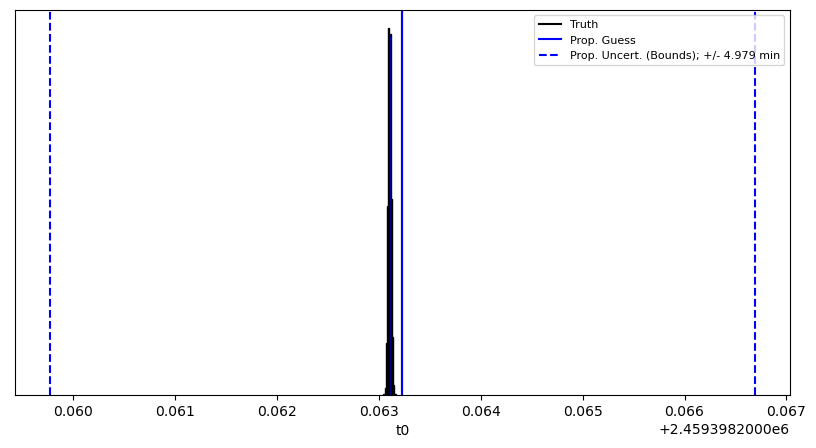 Truth
Prop. Guess
Prop. Uncert. (Bounds); +/- 4.979 min
0.060 0.061 0.062 0.063 0.064 0.065 0.066 0.067
t0
+2.4593982000e6